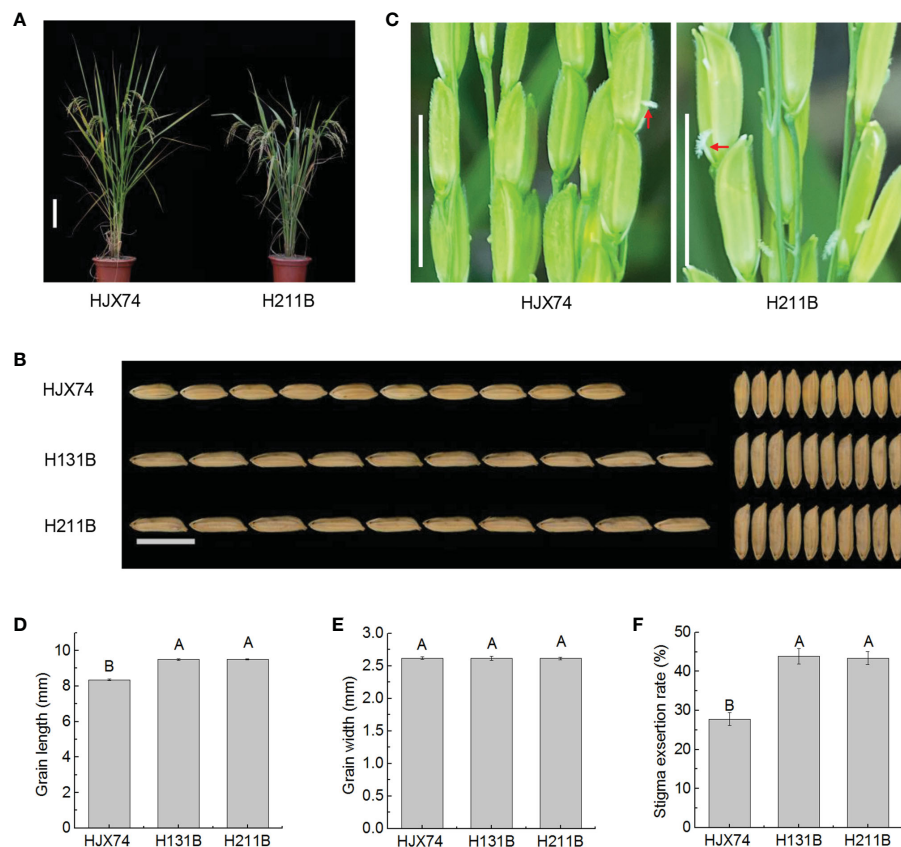 A
HJX74
H211B
C
HJX74
H211B
B
HJX74
H131B
H211B
D
Grain length (mm)
10
8
6
4
2
0
B
A
A
HJX74
H131B
H211B
E
Grain width (mm)
3.0
2.5
2.0
1.5
1.0
0.5
0.0
A
A
A
HJX74
H131B
H211B
F
Stigma exsertion rate (%)
50
40
30
20
10
0
B
A
A
HJX74
H131B
H211B